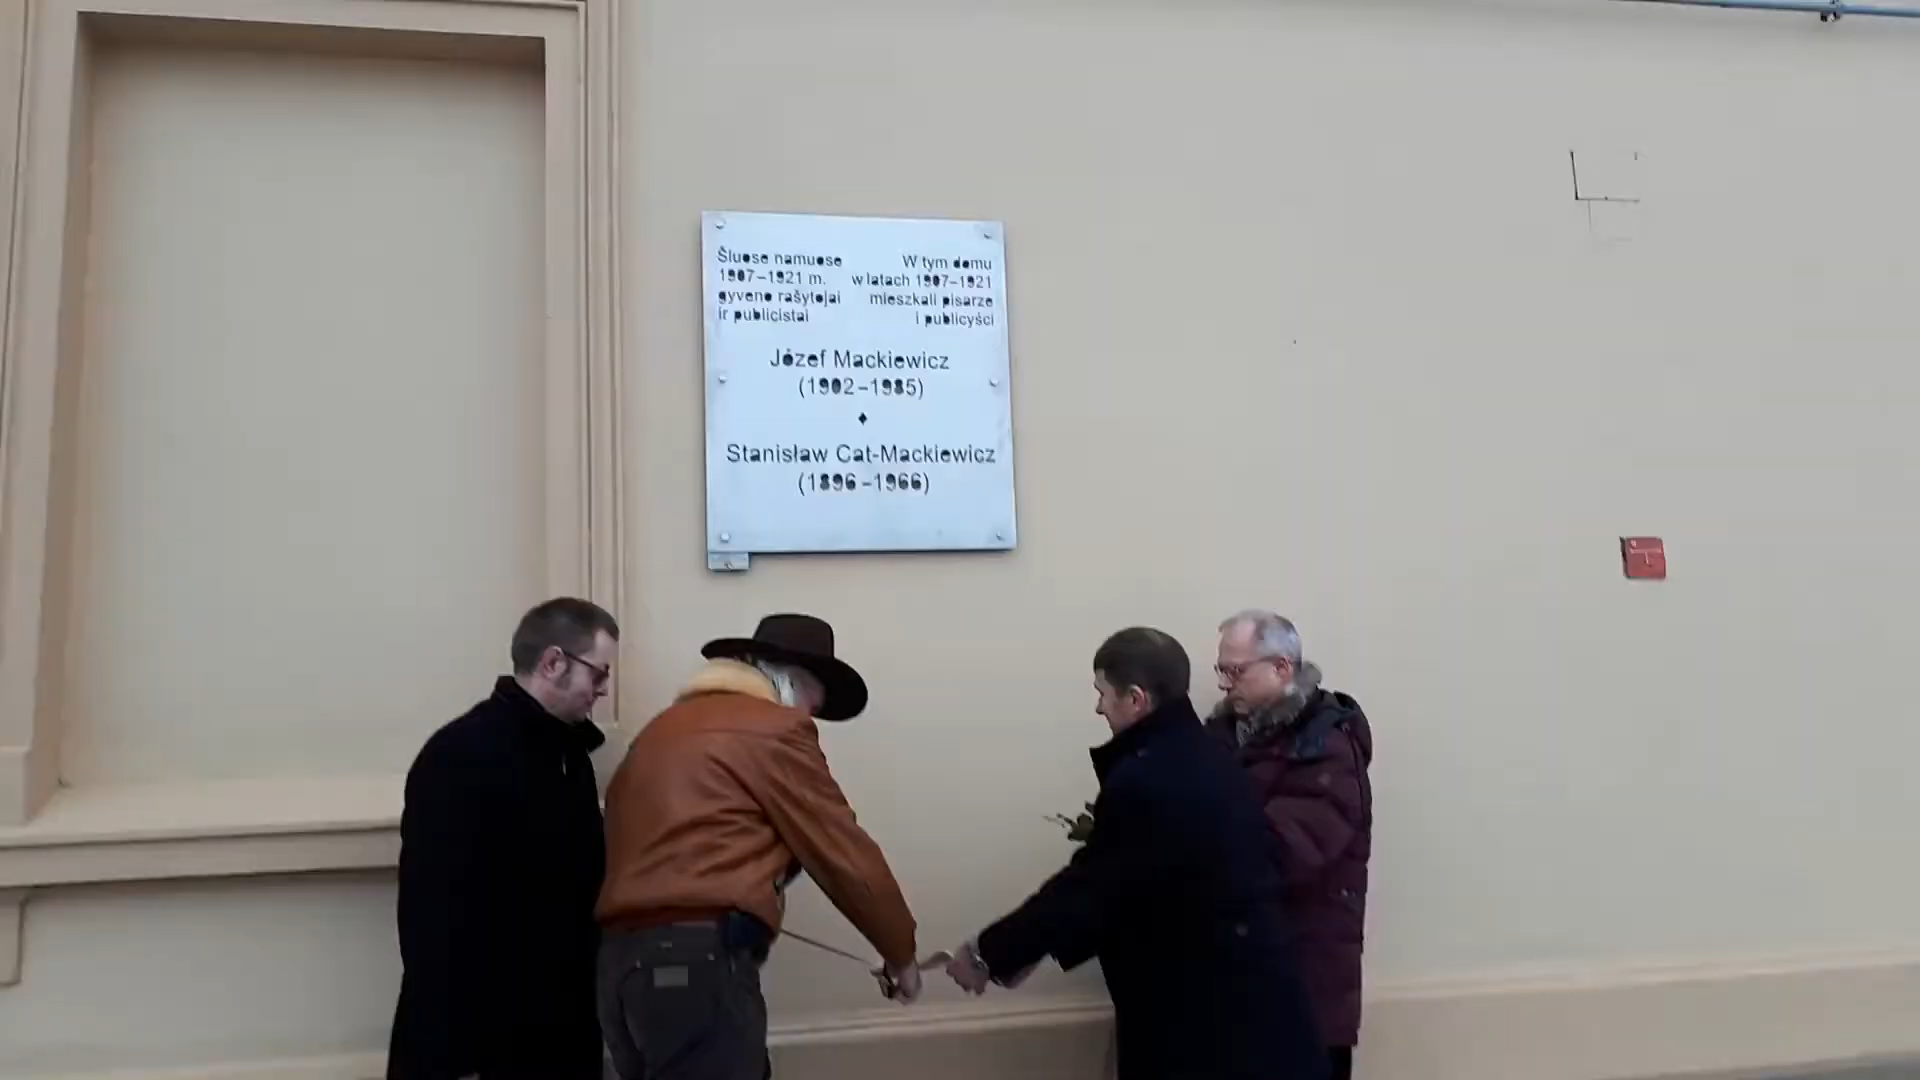 Šiuose namuose
1907–1921 m.
gyveno rašytojai
ir publicistai
W tym domu
w latach 1907–1921
mieszkali pisarze
i publicyści
Józef Mackiewicz
(1902–1985)
Stanisław Cat-Mackiewicz
(1896–1966)